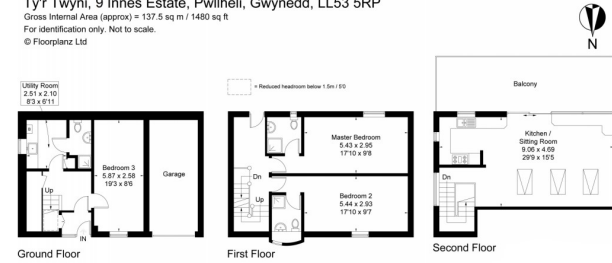 Ty'r Twyni, 9 Innes Estate, Pwllheli, Gwynedd, LL53 5RP
Gross Internal Area (approx) = 137.5 sq m / 1480 sq ft
For identification only. Not to scale.
© Floorplanz Ltd
N
= Reduced headroom below 1.5m / 5'0
Balcony
Utility Room
2.51 x 2.10
8'3 x 6'11
Bedroom 3
5.87 x 2.58
19'3 x 8'6
Garage
Up
IN
Ground Floor
Master Bedroom
5.43 x 2.95
17'10 x 9'8
Dn
Up
Bedroom 2
5.44 x 2.93
17'10 x 9'7
First Floor
Kitchen /
Sitting Room
9.06 x 4.69
29'9 x 15'5
Dn
Second Floor